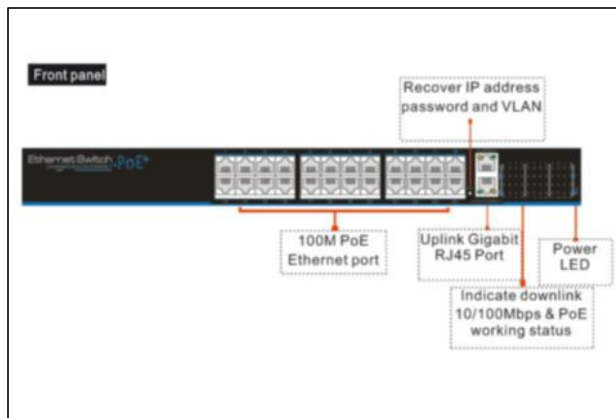 Front panel
Recover IP address
password and VLAN
Ethernet Switch
PoE+
100M PoE
Ethernet port
Uplink Gigabit
RJ45 Port
Power
LED
Indicate downlink
10/100Mbps & PoE
working status